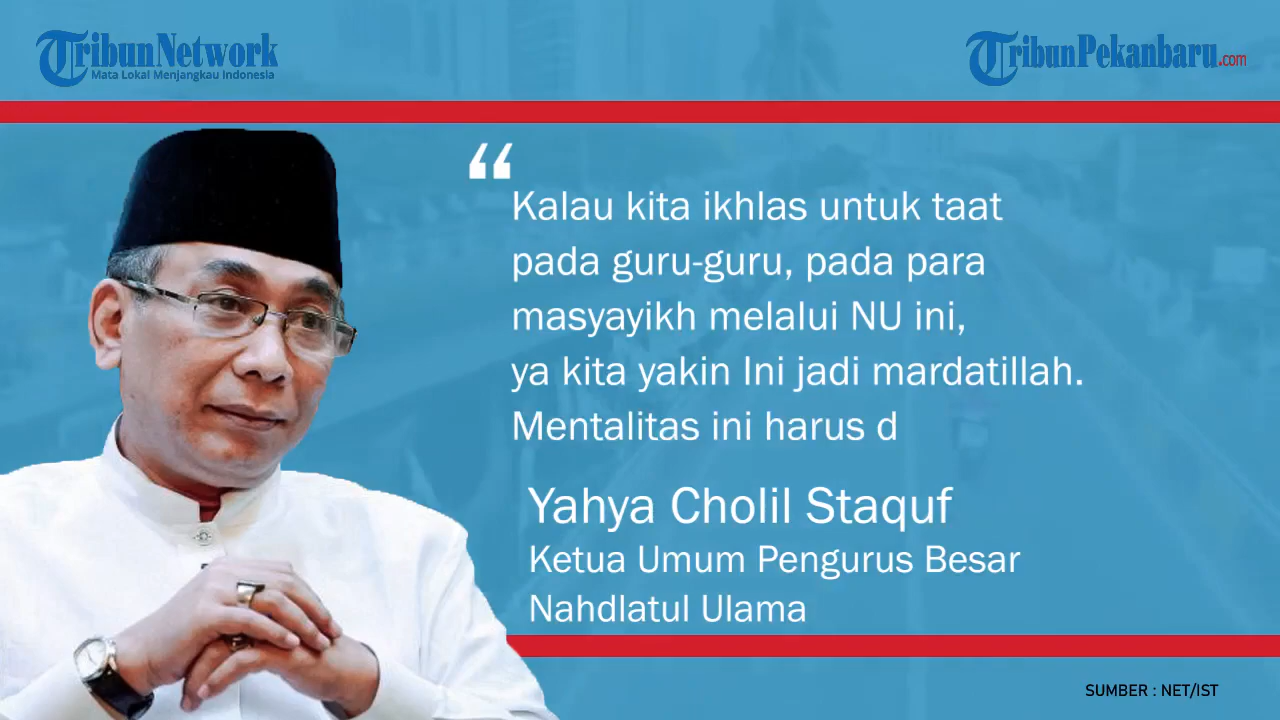 TribunNetwork
Mata Lokal Menjangkau Indonesia
TribunPekanbaru.com
“
Kalau kita ikhlas untuk taat
pada guru-guru, pada para
masyayikh melalui NU ini,
ya kita yakin Ini jadi mardatillah.
Mentalitas ini harus d
Yahya Cholil Staquf
Ketua Umum Pengurus Besar
Nahdlatul Ulama
SUMBER : NET/IST